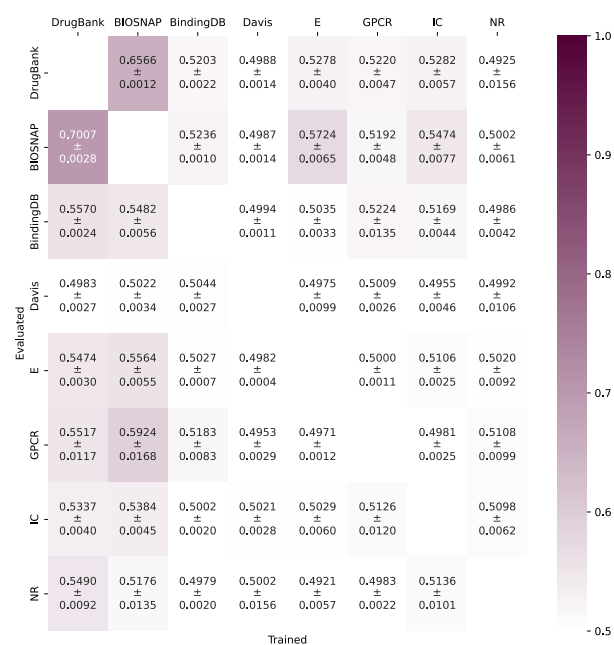 DrugBank BIOSNAP BindingDB Davis E GPCR IC NR
DrugBank
0.6566 0.5203 0.4988 0.5278 0.5220 0.5282 0.4925
± ± ± ± ± ± ±
0.0012 0.0022 0.0014 0.0040 0.0047 0.0057 0.0156
BIOSNAP
0.7007 0.5236 0.4987 0.5724 0.5192 0.5474 0.5002
± ± ± ± ± ± ±
0.0028 0.0010 0.0014 0.0065 0.0048 0.0077 0.0061
BindingDB
0.5570 0.5482 0.4994 0.5035 0.5224 0.5169 0.4986
± ± ± ± ± ± ±
0.0024 0.0056 0.0011 0.0033 0.0135 0.0044 0.0042
Davis
0.4983 0.5022 0.5044 0.4975 0.5009 0.4955 0.4992
± ± ± ± ± ± ±
0.0027 0.0034 0.0027 0.0099 0.0026 0.0046 0.0106
Evaluated
E
0.5474 0.5564 0.5027 0.4982 0.5000 0.5106 0.5020
± ± ± ± ± ± ±
0.0030 0.0055 0.0007 0.0004 0.0011 0.0025 0.0092
GPCR
0.5517 0.5924 0.5183 0.4953 0.4971 0.4981 0.5108
± ± ± ± ± ± ±
0.0117 0.0168 0.0083 0.0029 0.0012 0.0025 0.0099
IC
0.5337 0.5384 0.5002 0.5021 0.5029 0.5126 0.5098
± ± ± ± ± ± ±
0.0040 0.0045 0.0020 0.0028 0.0060 0.0120 0.0062
NR
0.5490 0.5176 0.4979 0.5002 0.4921 0.4983 0.5136
± ± ± ± ± ± ±
0.0092 0.0135 0.0020 0.0156 0.0057 0.0022 0.0101
Trained
1.0
0.9
0.8
0.7
0.6
0.5